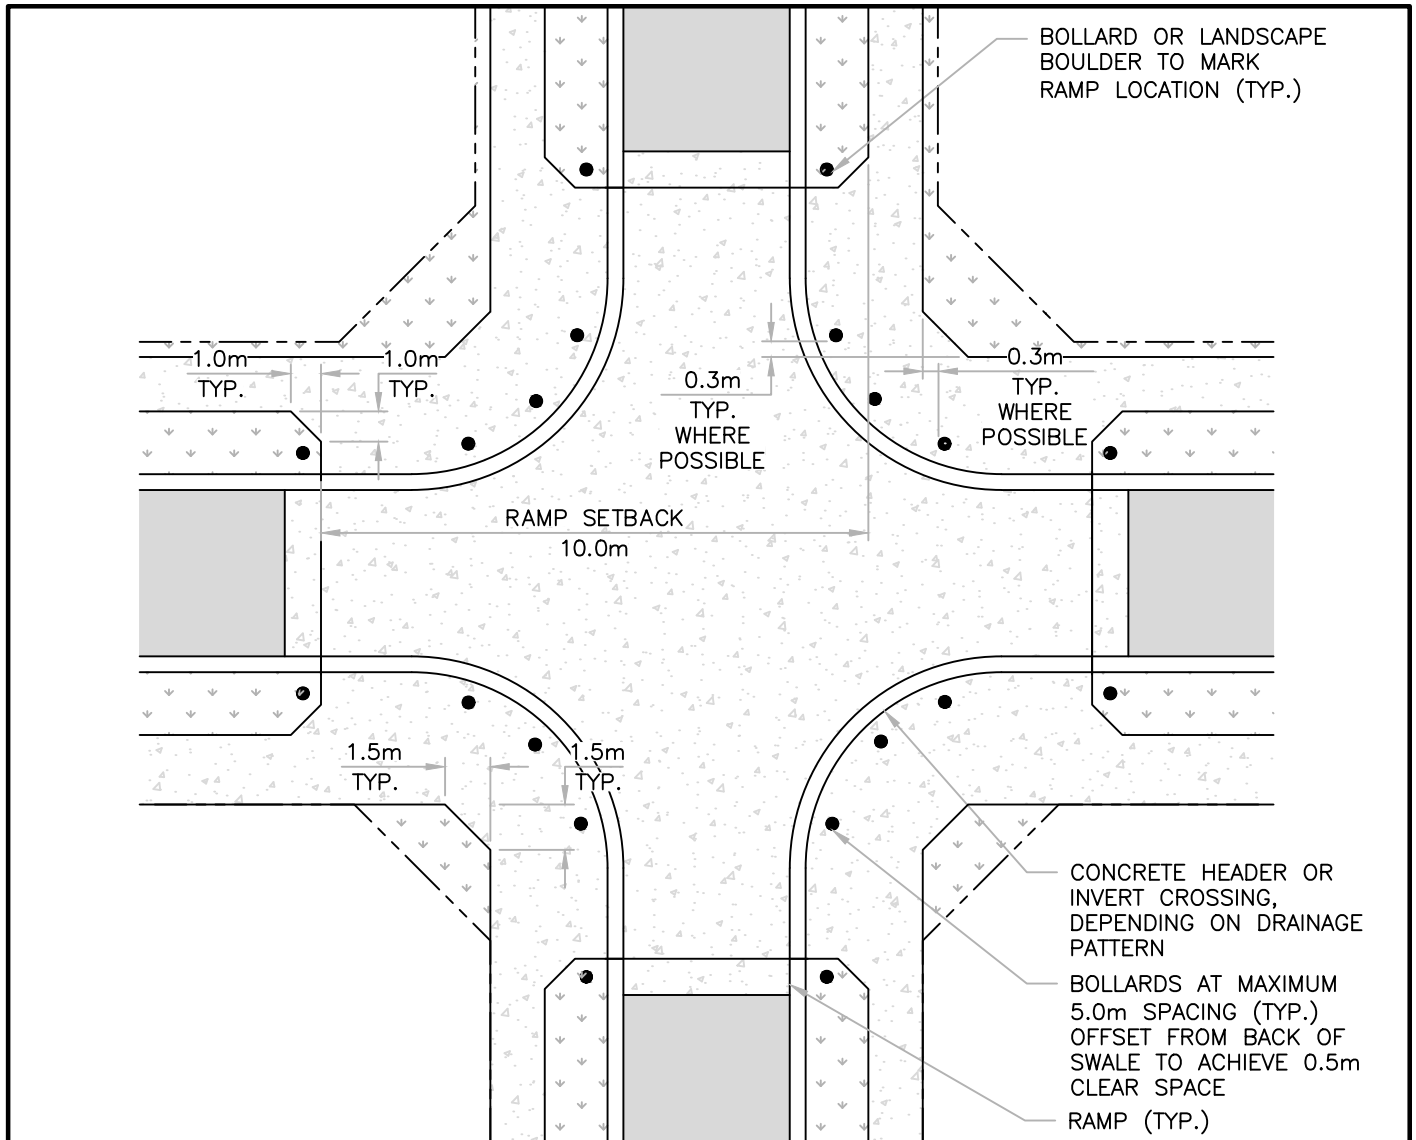 BOLLARD OR LANDSCAPE
BOULDER TO MARK
RAMP LOCATION (TYP.)
1.0m
TYP.
1.0m
TYP.
0.3m
TYP.
WHERE
POSSIBLE
0.3m
TYP.
WHERE
POSSIBLE
RAMP SETBACK
10.0m
1.5m
TYP.
1.5m
TYP.
CONCRETE HEADER OR
INVERT CROSSING,
DEPENDING ON DRAINAGE
PATTERN
BOLLARDS AT MAXIMUM
5.0m SPACING (TYP.)
OFFSET FROM BACK OF
SWALE TO ACHIEVE 0.5m
CLEAR SPACE
RAMP (TYP.)